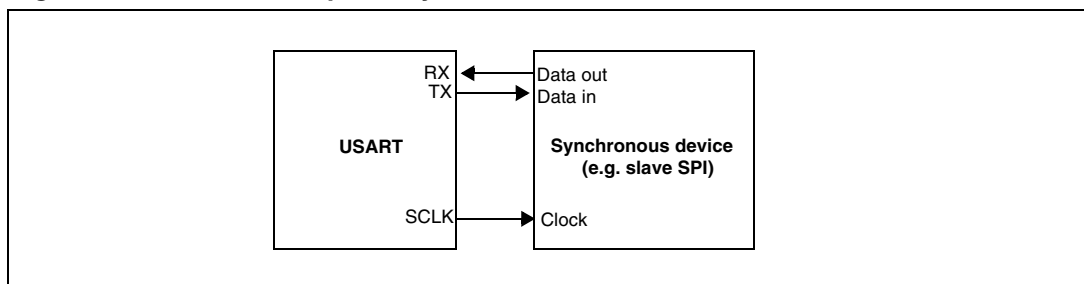 RX
TX
Data out
Data in
USART
Synchronous device
(e.g. slave SPI)
SCLK
Clock